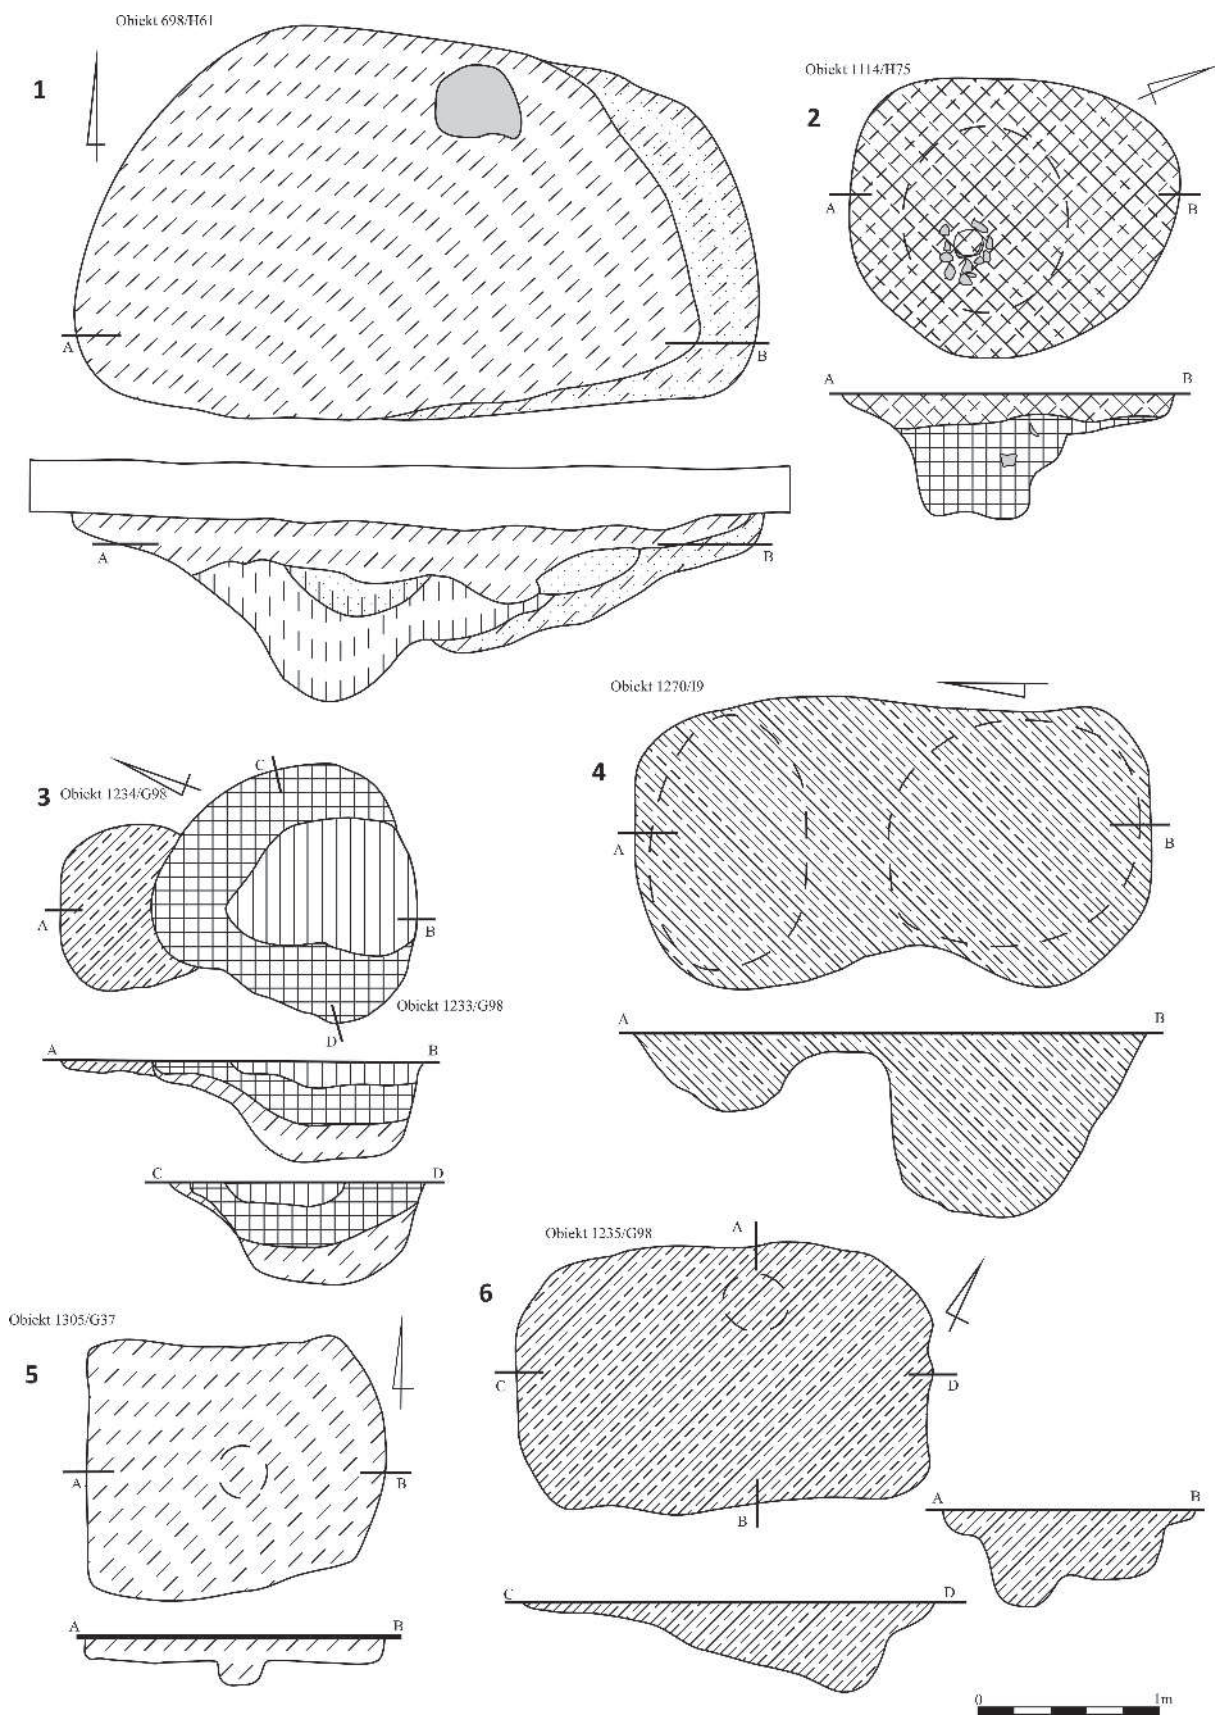 Obiekt 698/H61
1
A
B
A
B
Obiekt 1114/H75
2
A
B
A
B
3
Obiekt 1234/G98
C
A
B
Obiekt 1233/G98
D
A
B
C
D
Obiekt 1270/I9
4
A
B
A
B
Obiekt 1305/G37
5
A
B
A
B
Obiekt 1235/G98
6
A
C
D
B
A
B
C
D
0 1m